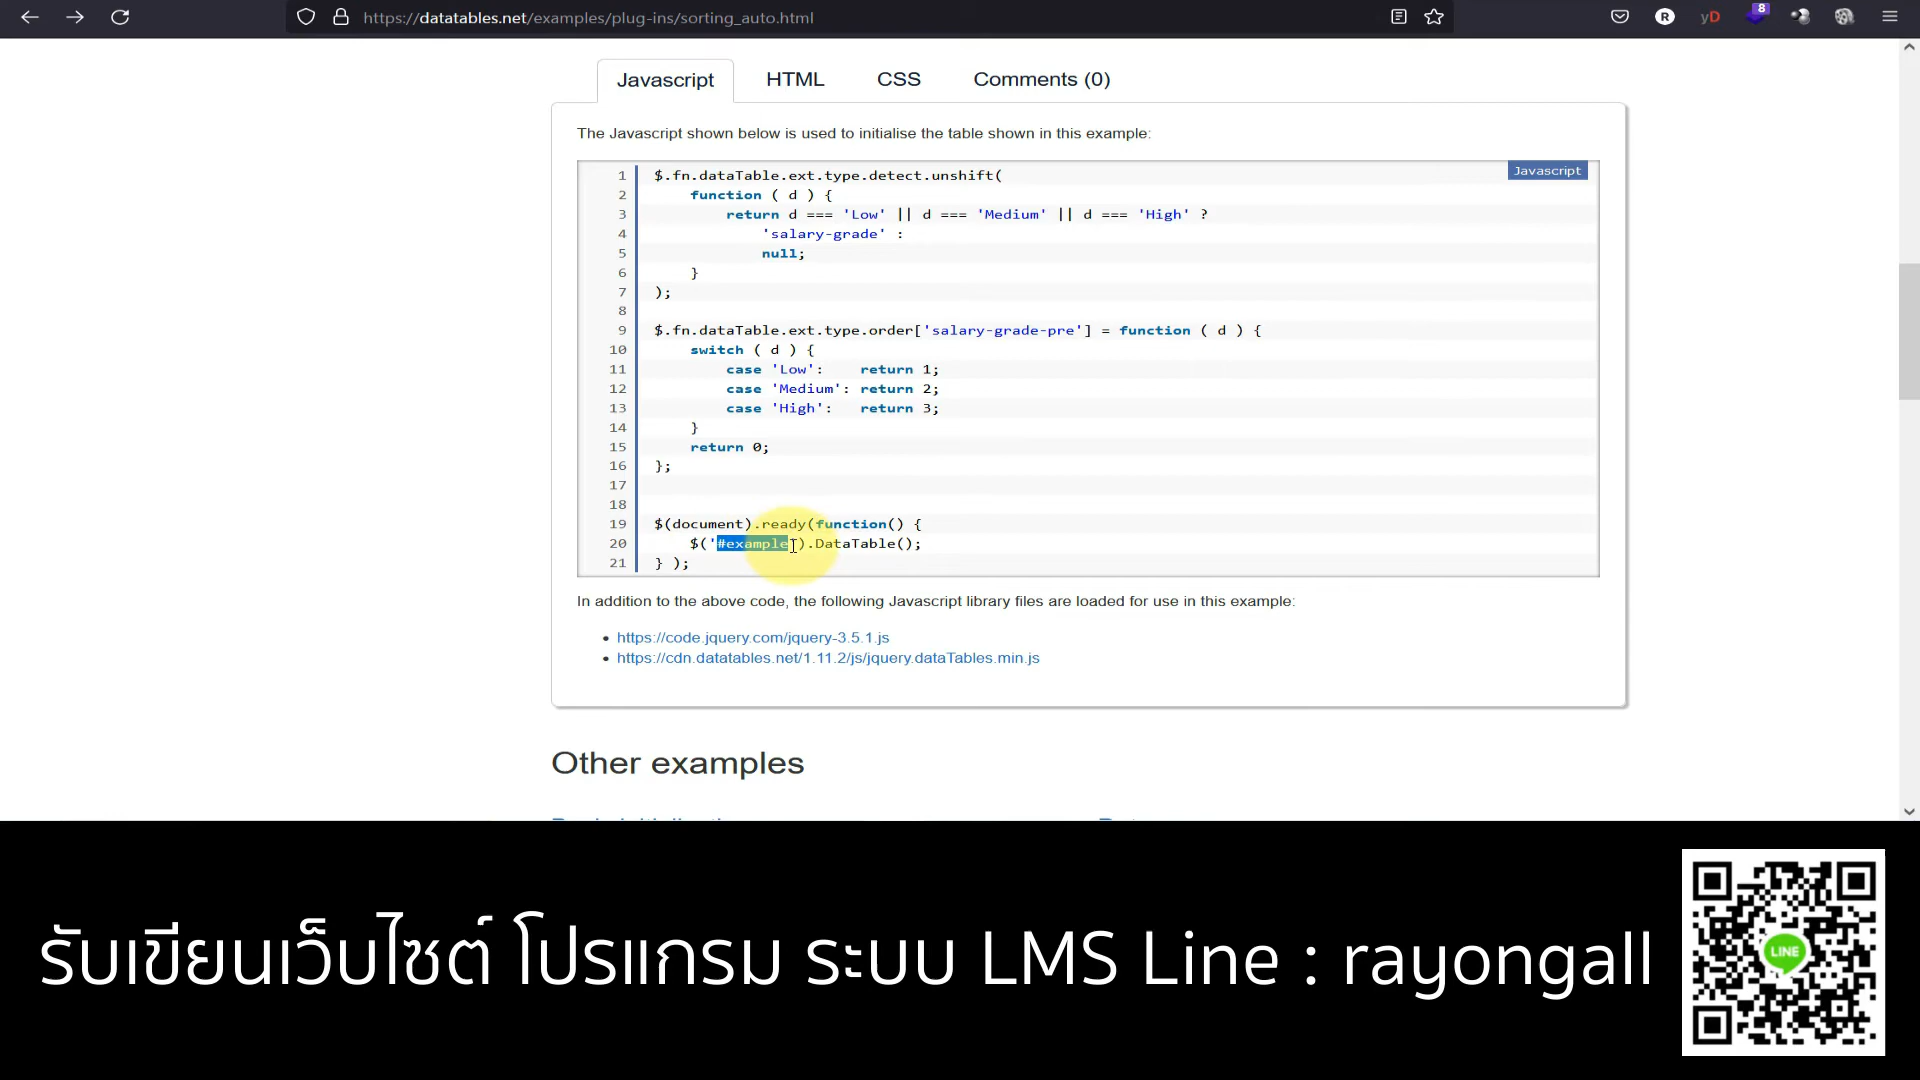 https://datatables.net/examples/plug-ins/sorting_auto.html
R
yD
8
Javascript
HTML
CSS
Comments (0)
The Javascript shown below is used to initialise the table shown in this example:
Javascript
1 $.fn.dataTable.ext.type.detect.unshift(
2 function ( d ) {
3 return d === 'Low' || d === 'Medium' || d === 'High' ?
4 'salary-grade' :
5 null;
6 }
7 );
8
9 $.fn.dataTable.ext.type.order['salary-grade-pre'] = function ( d ) {
10 switch ( d ) {
11 case 'Low': return 1;
12 case 'Medium': return 2;
13 case 'High': return 3;
14 }
15 return 0;
16 };
17
18
19 $(document).ready(function() {
20 $('#example').DataTable();
21 } );
In addition to the above code, the following Javascript library files are loaded for use in this example:
https://code.jquery.com/jquery-3.5.1.js
https://cdn.datatables.net/1.11.2/js/jquery.dataTables.min.js
Other examples
รับเขียนเว็บไซต์ โปรแกรม ระบบ LMS Line : rayongall
LINE